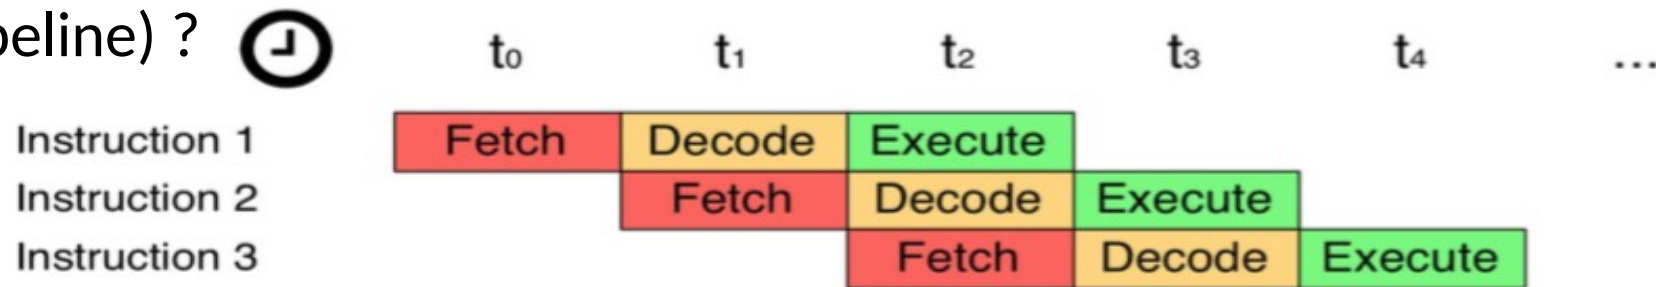 peline) ?
t₀ t₁ t₂ t₃ t₄ ...
Instruction 1 Fetch Decode Execute
Instruction 2 Fetch Decode Execute
Instruction 3 Fetch Decode Execute